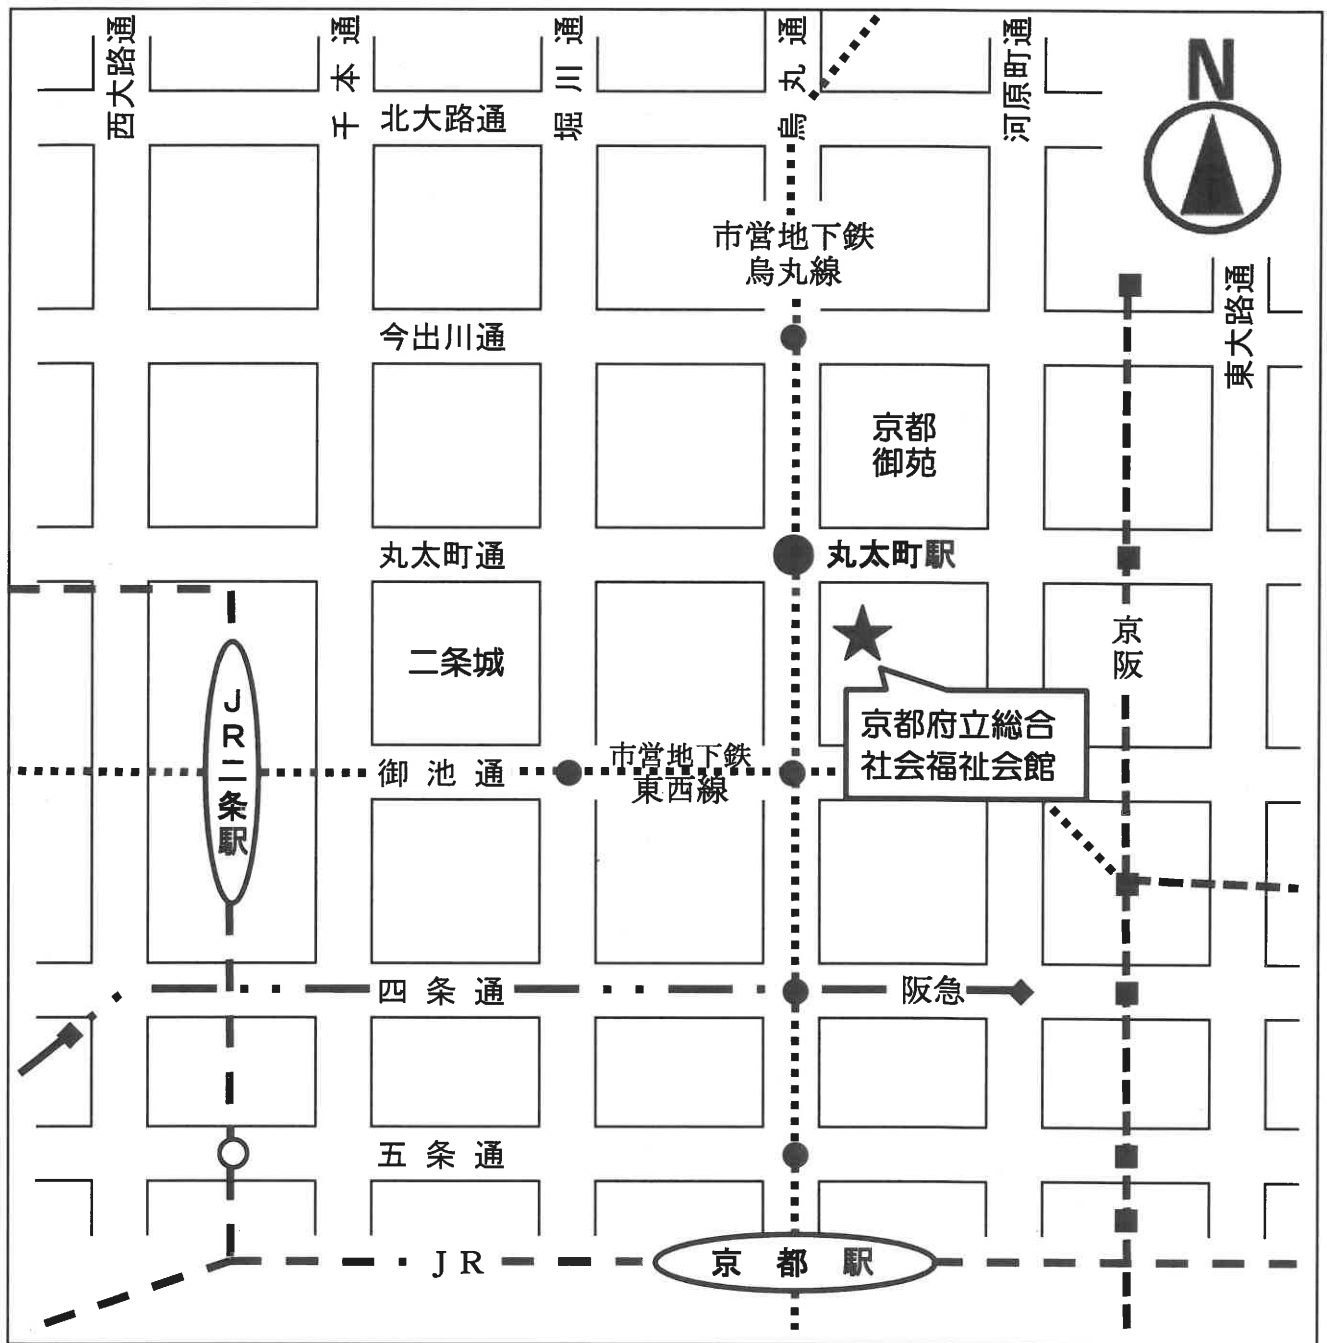 西大路通
千本通
堀川通
烏丸通
河原町通
N
北大路通
市営地下鉄
烏丸線
東大路通
今出川通
京都
御苑
丸太町通
丸太町駅
京阪
二条城
JR二条駅
京都府立総合
社会福祉会館
御池通
市営地下鉄
東西線
四条通
阪急
五条通
JR
京都駅